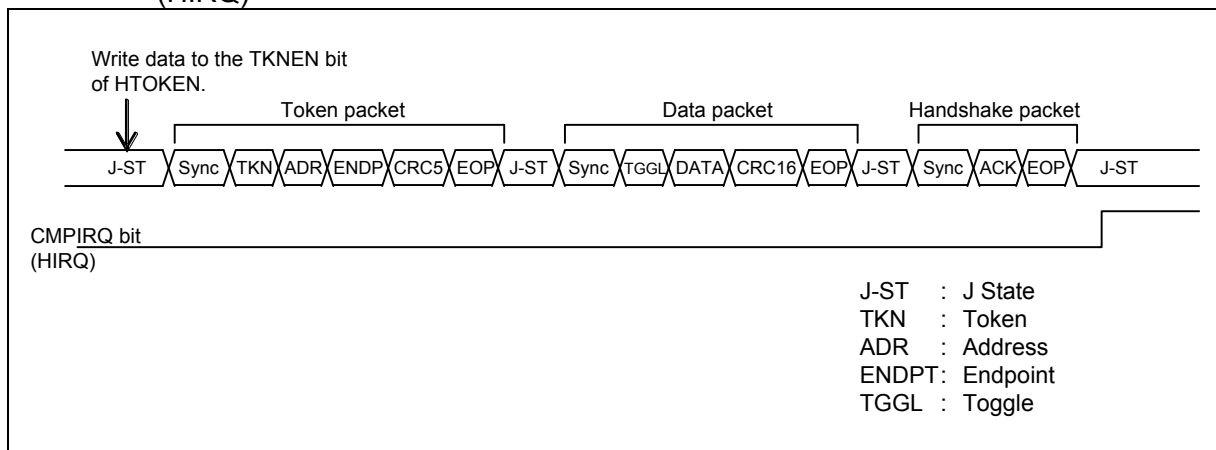 (HIRQ)
Write data to the TKNEN bit
of HTOKEN.
Token packet Data packet Handshake packet
J-ST Sync TKN ADR ENDP CRC5 EOP J-ST Sync TGGL DATA CRC16 EOP J-ST Sync ACK EOP J-ST
CMPIRQ bit
(HIRQ)
J-ST : J State
TKN : Token
ADR : Address
ENDPT: Endpoint
TGGL : Toggle